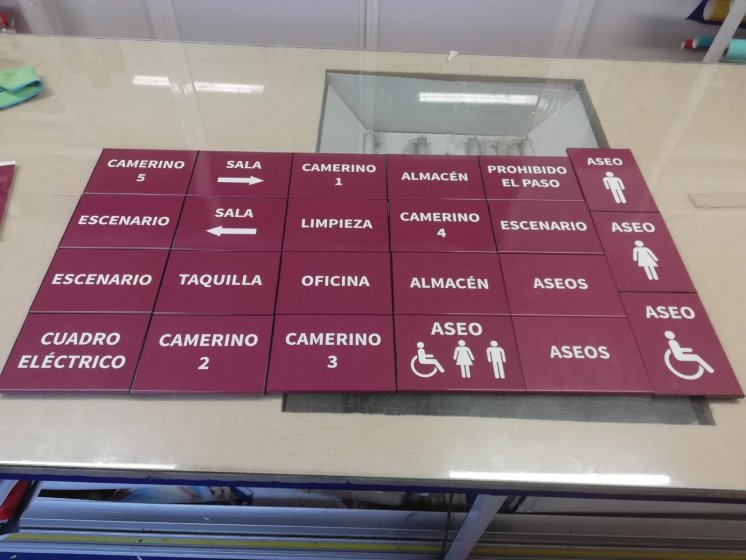 CAMERINO
5
SALA
CAMERINO
1
ALMACÉN
PROHIBIDO
EL PASO
ASEO
ESCENARIO
SALA
LIMPIEZA
CAMERINO
4
ESCENARIO
ASEO
ESCENARIO
TAQUILLA
OFICINA
ALMACÉN
ASEOS
ASEO
CUADRO
ELÉCTRICO
CAMERINO
2
CAMERINO
3
ASEO
ASEOS